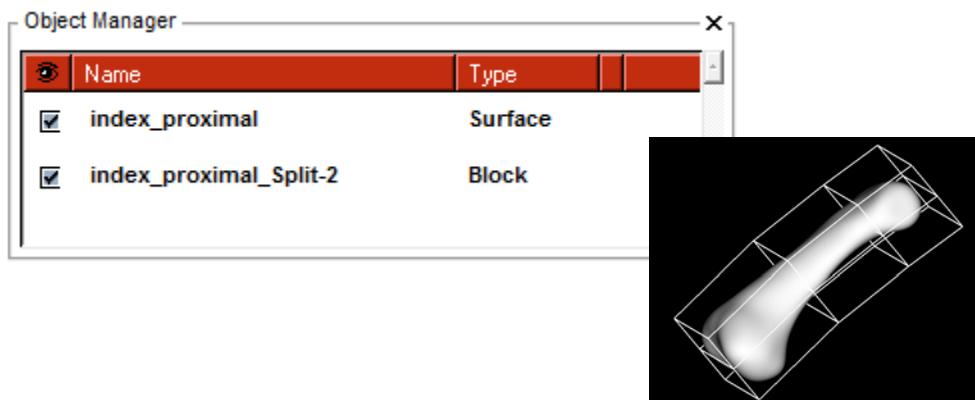 Object Manager
Name Type
index_proximal Surface
index_proximal_Split-2 Block